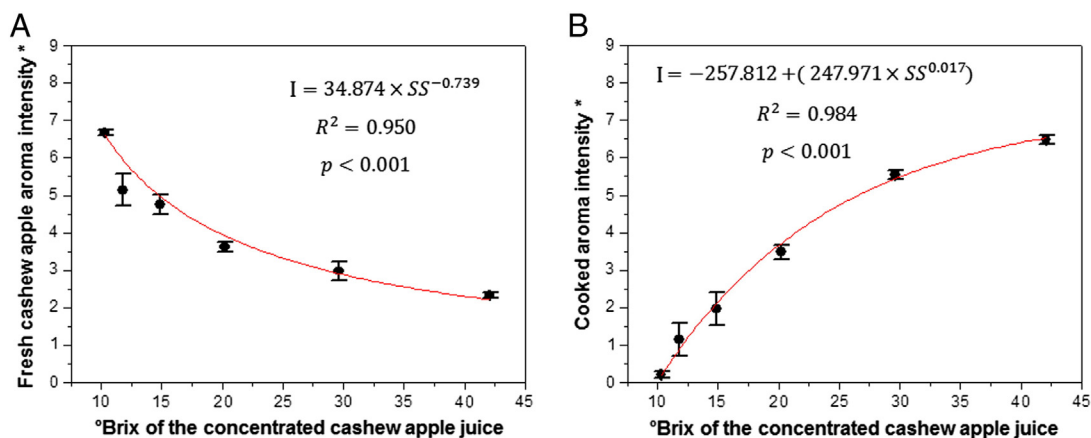 A
Fresh cashew apple aroma intensity *
9
8
7
6
5
4
3
2
1
0
I = 34.874 × SS^−0.739
R² = 0.950
p < 0.001
10 15 20 25 30 35 40 45
°Brix of the concentrated cashew apple juice
B
Cooked aroma intensity *
9
8
7
6
5
4
3
2
1
0
I = −257.812 +( 247.971 × SS^0.017)
R² = 0.984
p < 0.001
10 15 20 25 30 35 40 45
°Brix of the concentrated cashew apple juice